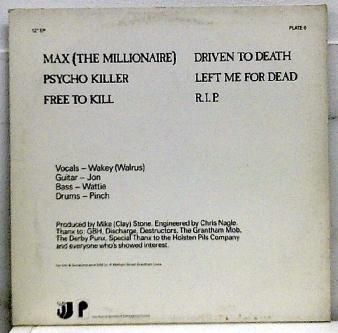 12" EP
PLATE 5
MAX (THE MILLIONAIRE)
PSYCHO KILLER
FREE TO KILL
DRIVEN TO DEATH
LEFT ME FOR DEAD
R.I.P.
Vocals – Wakey (Walrus)
Guitar – Jon
Bass – Wattie
Drums – Pinch
Produced by Mike (Clay) Stone. Engineered by Chris Nagle.
Thanx to: GBH, Discharge, Destructors, The Grantham Mob,
The Derby Punx, Special Thanx to the Holsten Pils Company
and everyone who's showed interest.